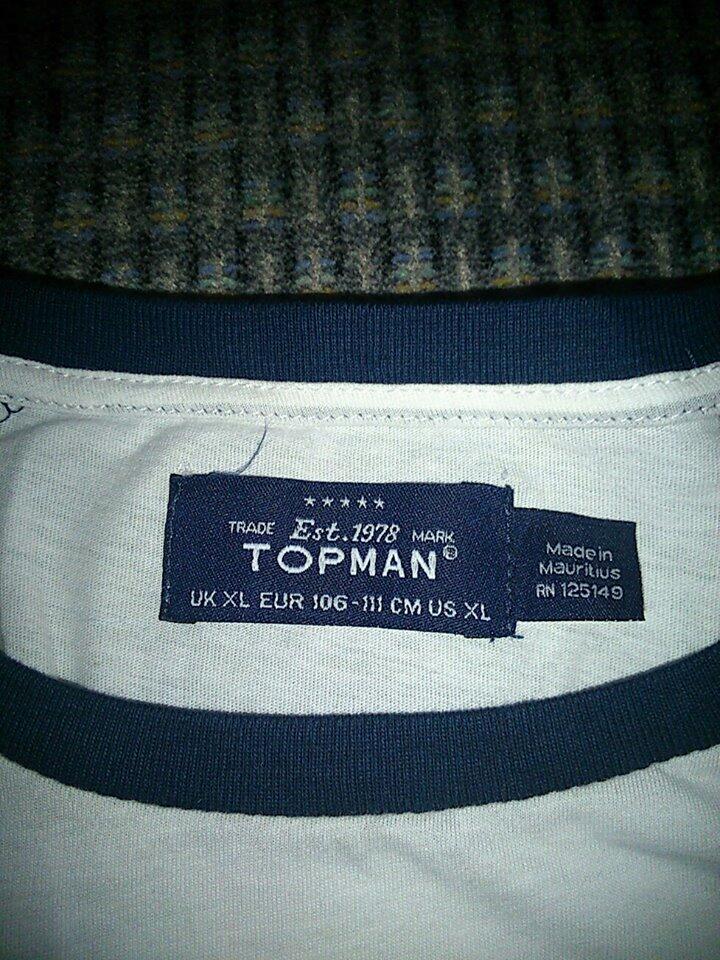 ★★★★★
TRADE Est.1978 MARK
TOPMAN®
UK XL EUR 106-111 CM US XL
Made in
Mauritius
RN 125149